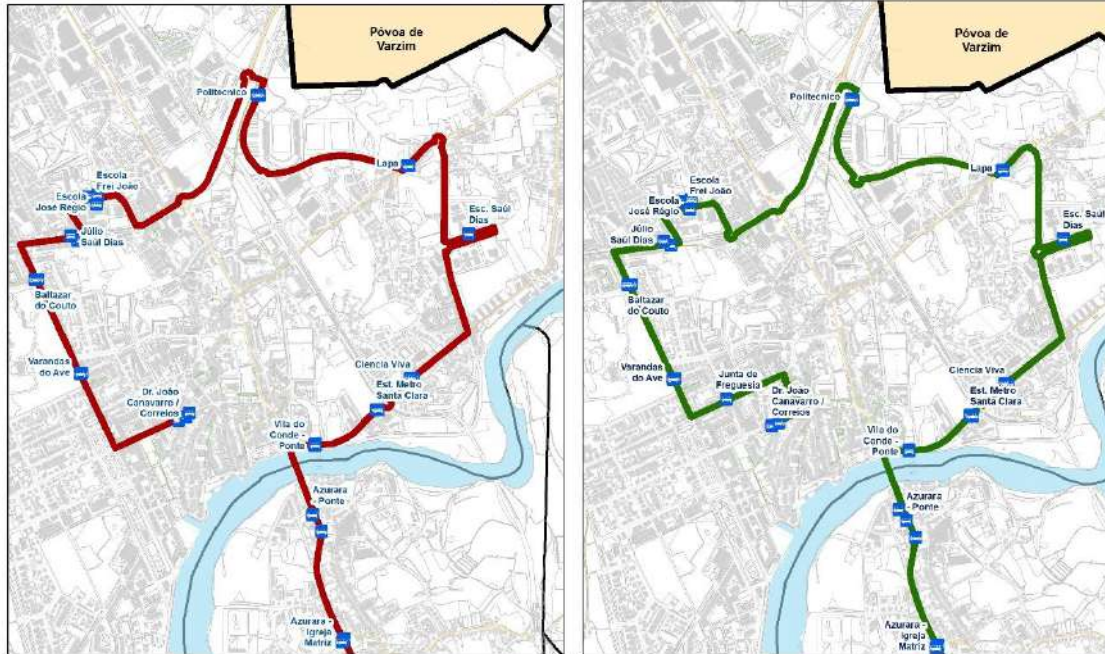 Póvoa de
Varzim
Politecnico
Lapa
Escola
Frei João
Escola
José Régio
Júlio
Saúl Dias
Esc. Saúl
Dias
Baltazar
do Couto
Varandas
do Ave
Dr. João
Canavarro /
Correios
Ciencia Viva
Est. Metro
Santa Clara
Vila do
Conde -
Ponte
Azurara
- Ponte
Azurara -
Igreja
Matriz
Póvoa de
Varzim
Politecnico
Lapa
Escola
Frei João
Escola
José Régio
Júlio
Saúl Dias
Esc. Saúl
Dias
Baltazar
do Couto
Varandas
do Ave
Junta de
Freguesia
Dr. João
Canavarro /
Correios
Ciencia Viva
Est. Metro
Santa Clara
Vila do
Conde -
Ponte
Azurara
- Ponte
Azurara -
Igreja
Matriz